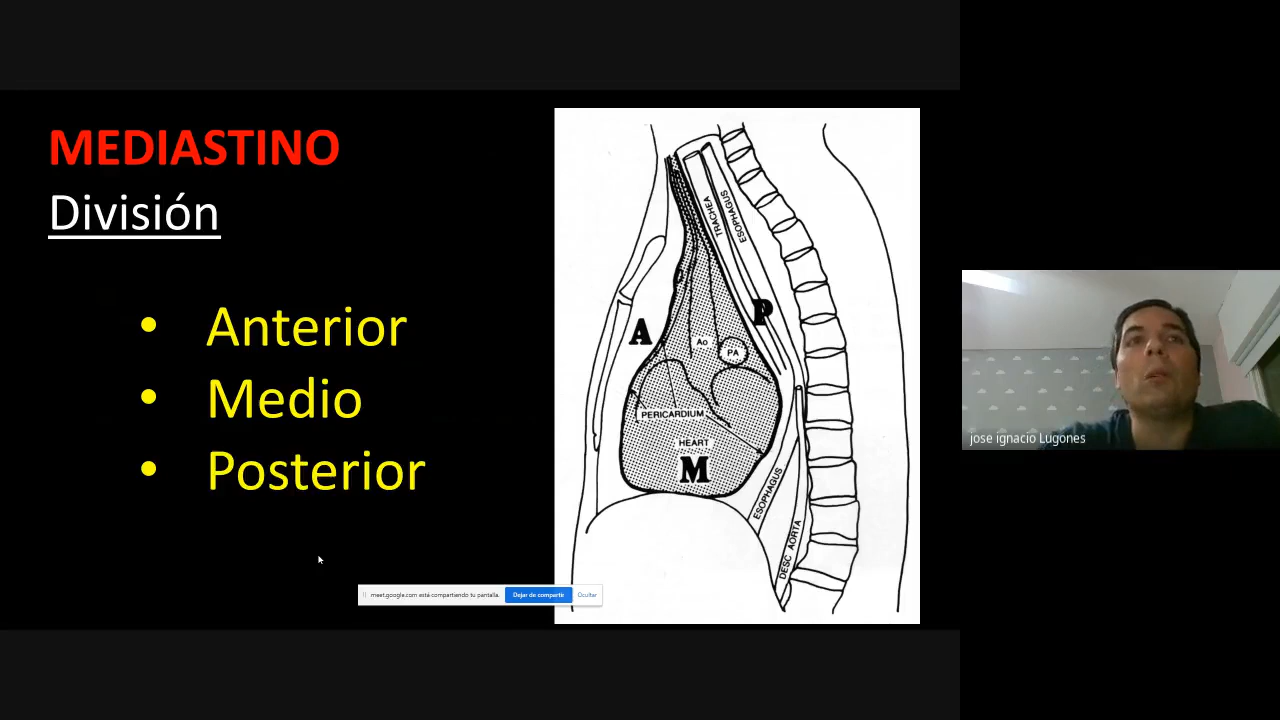 MEDIASTINO
División
• Anterior
• Medio
• Posterior
TRACHEA
ESOPHAGUS
A
P
Ao
PA
PERICARDIUM
HEART
M
ESOPHAGUS
DESC AORTA
meet.google.com está compartiendo tu pantalla. Dejar de compartir Ocultar
jose ignacio Lugones